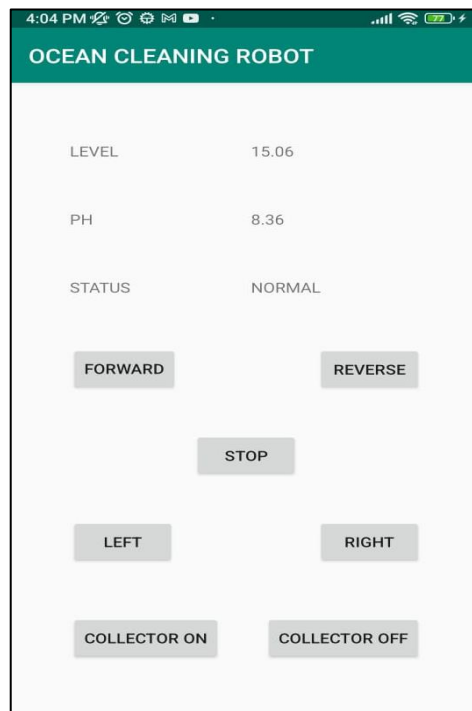 4:04 PM
77
OCEAN CLEANING ROBOT
LEVEL 15.06
PH 8.36
STATUS NORMAL
FORWARD REVERSE
STOP
LEFT RIGHT
COLLECTOR ON COLLECTOR OFF